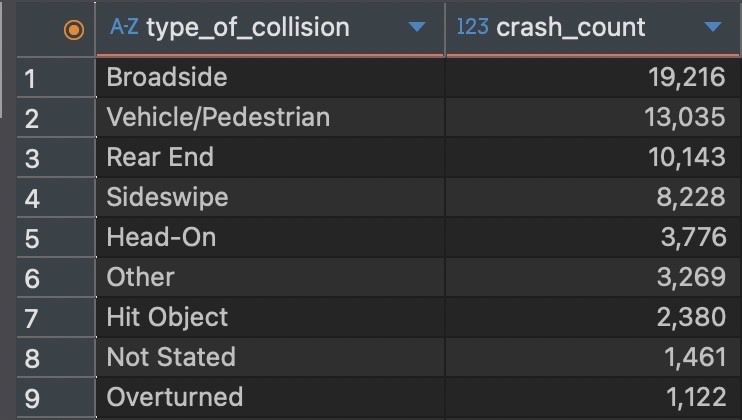 A-Z type_of_collision 123 crash_count
1 Broadside 19,216
2 Vehicle/Pedestrian 13,035
3 Rear End 10,143
4 Sideswipe 8,228
5 Head-On 3,776
6 Other 3,269
7 Hit Object 2,380
8 Not Stated 1,461
9 Overturned 1,122